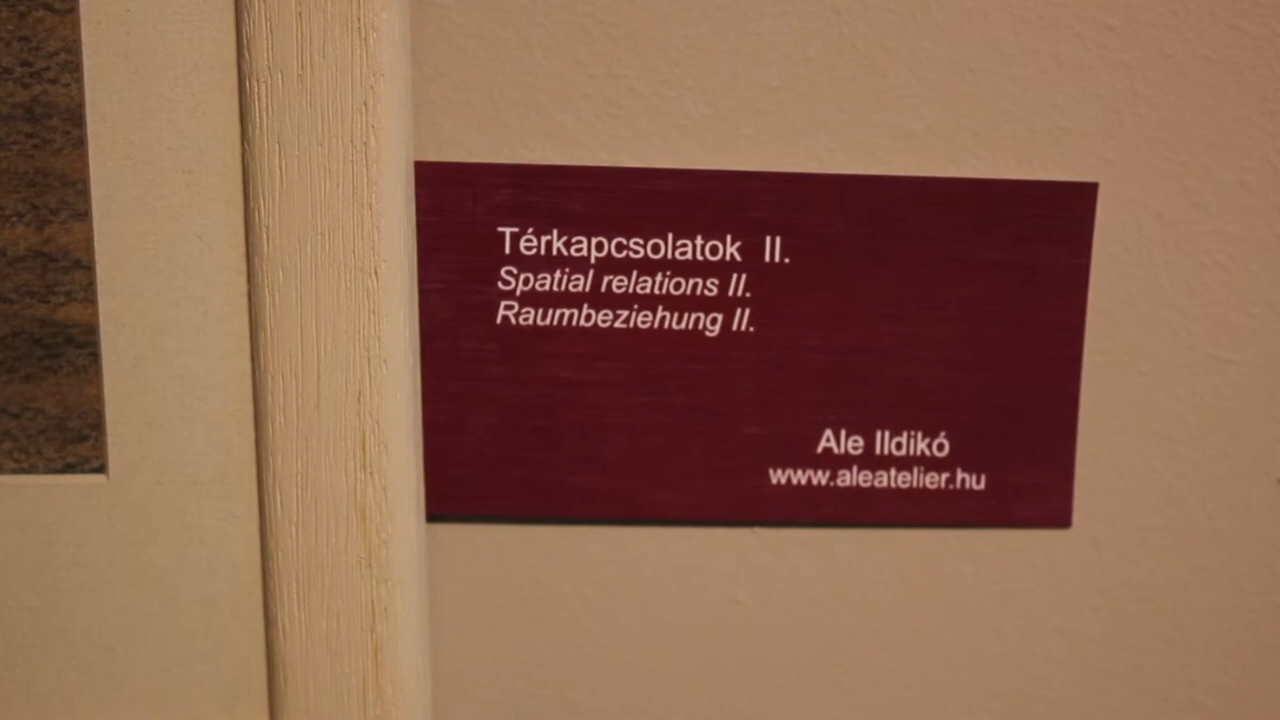 Térkapcsolatok II.
Spatial relations II.
Raumbeziehung II.
Ale Ildikó
www.aleatelier.hu